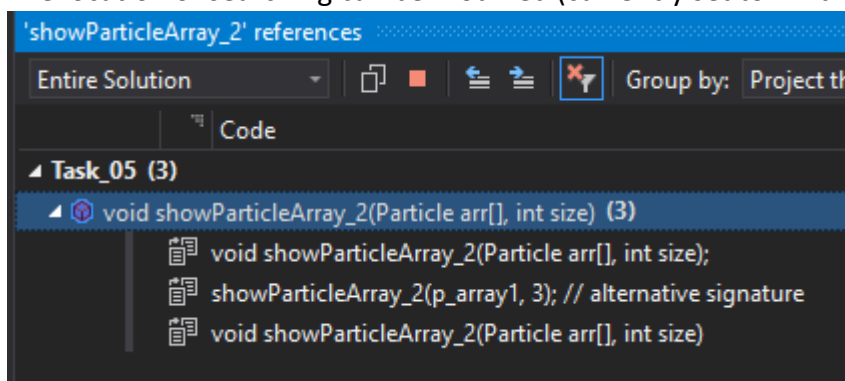 'showParticleArray_2' references
Entire Solution Group by: Project th
Code
Task_05 (3)
void showParticleArray_2(Particle arr[], int size) (3)
void showParticleArray_2(Particle arr[], int size);
showParticleArray_2(p_array1, 3); // alternative signature
void showParticleArray_2(Particle arr[], int size)